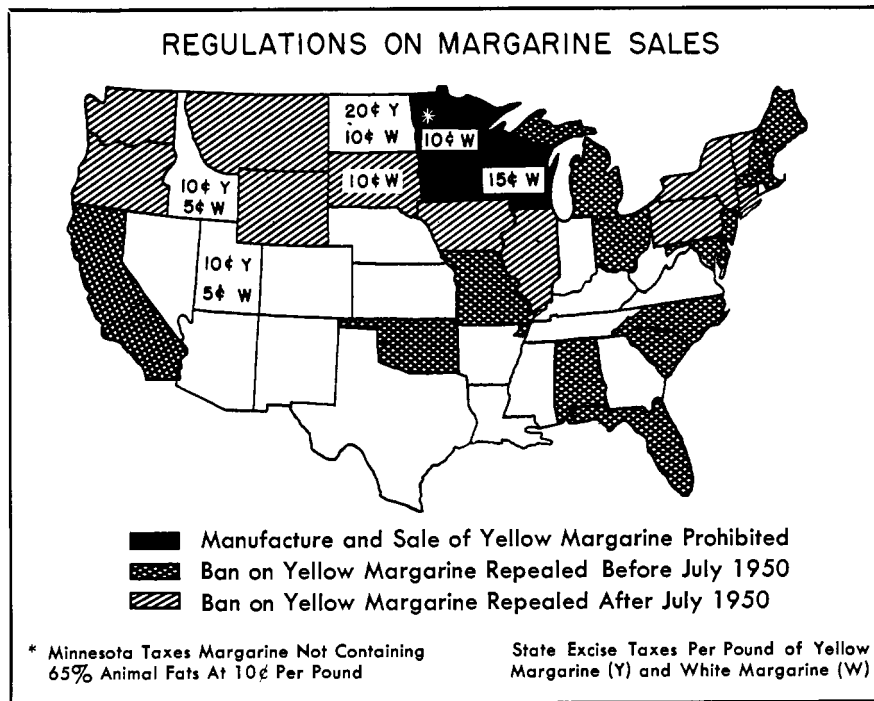 REGULATIONS ON MARGARINE SALES
20¢ Y
10¢ W
*
10¢ W
10¢ Y
5¢ W
10¢ W
15¢ W
10¢ Y
5¢ W
Manufacture and Sale of Yellow Margarine Prohibited
Ban on Yellow Margarine Repealed Before July 1950
Ban on Yellow Margarine Repealed After July 1950
* Minnesota Taxes Margarine Not Containing
65% Animal Fats At 10¢ Per Pound
State Excise Taxes Per Pound of Yellow
Margarine (Y) and White Margarine (W)